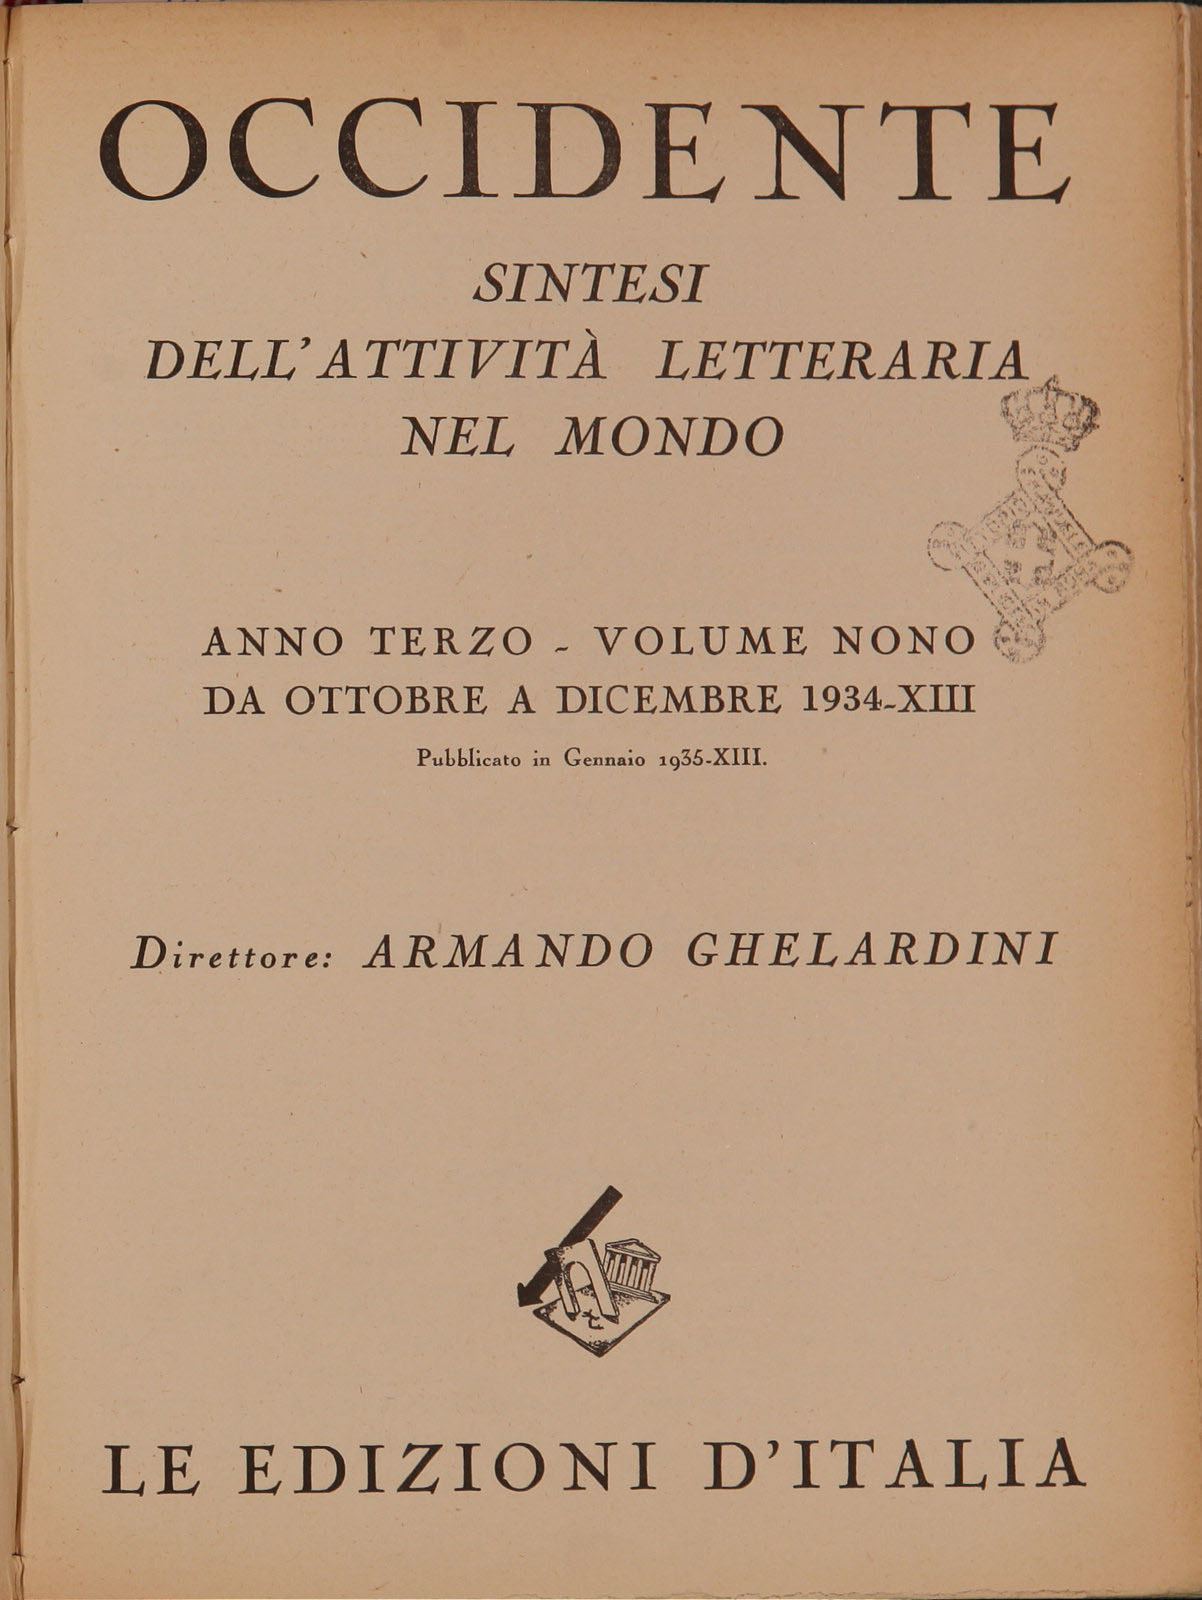 OCCIDENTE
SINTESI
DELL'ATTIVITÀ LETTERARIA
NEL MONDO
ANNO TERZO - VOLUME NONO
DA OTTOBRE A DICEMBRE 1934-XIII
Pubblicato in Gennaio 1935-XIII.
Direttore: ARMANDO GHELARDINI
LE EDIZIONI D'ITALIA